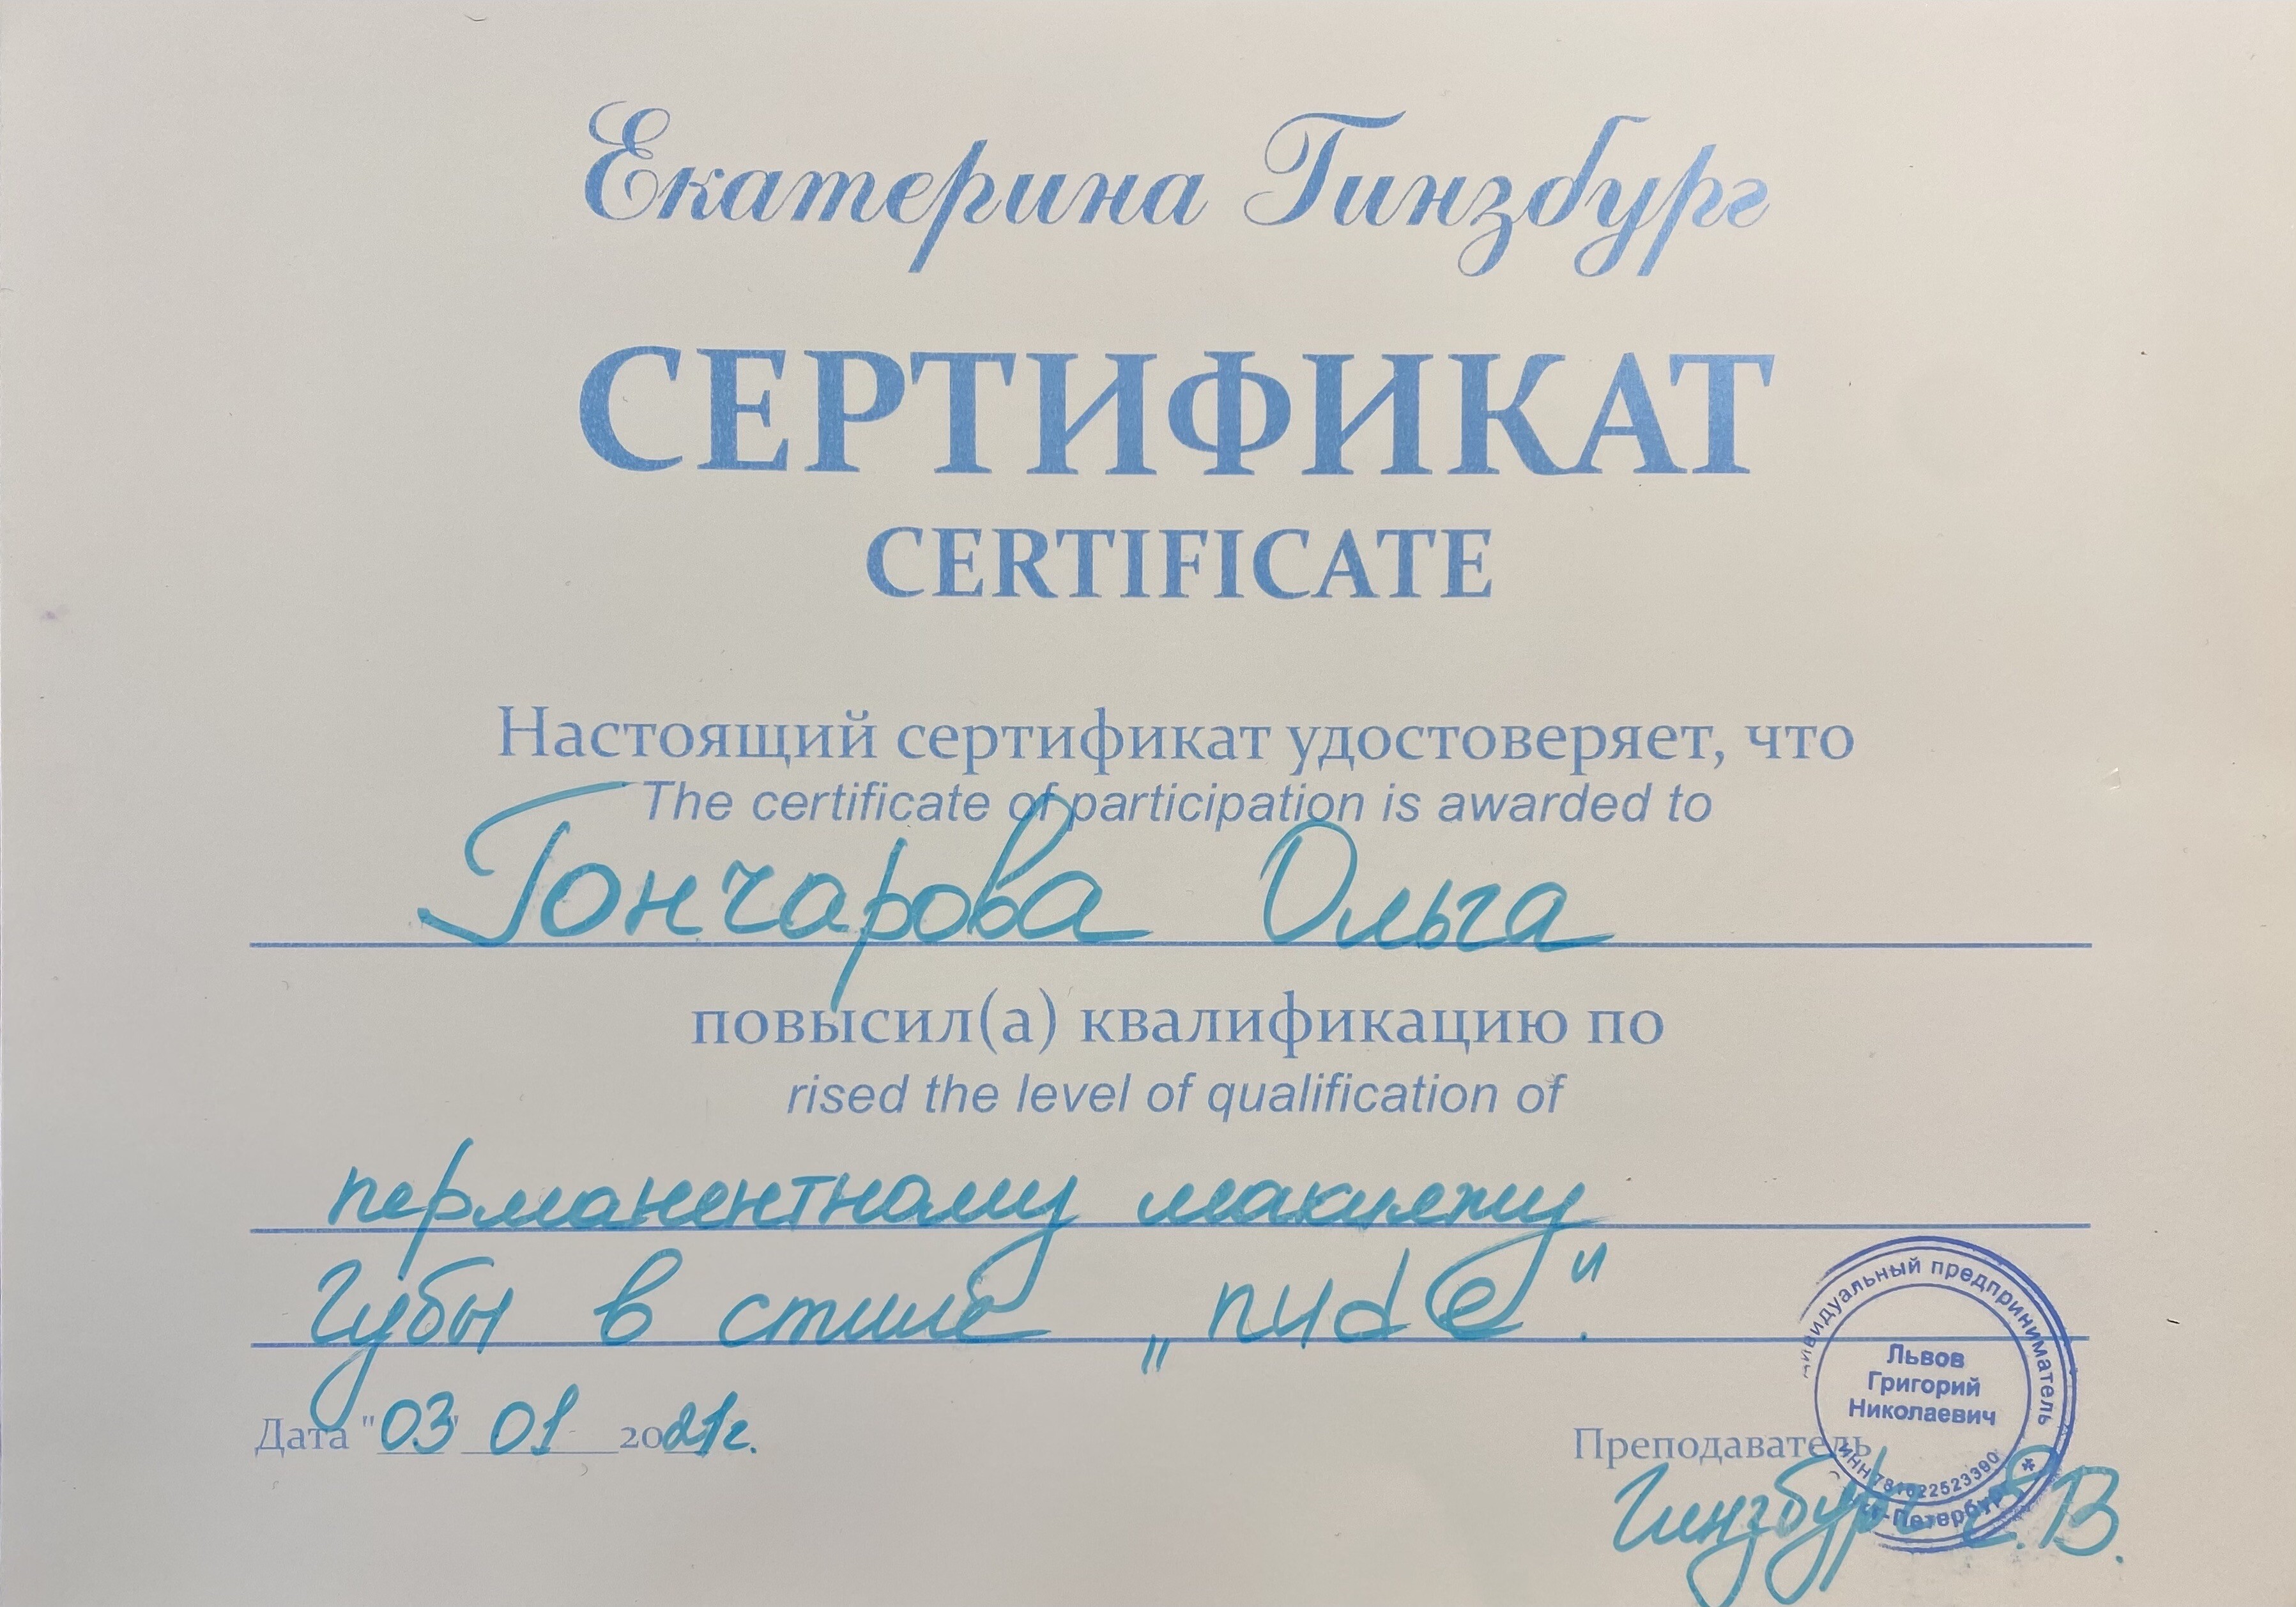 Екатерина Гинзбург
СЕРТИФИКАТ
CERTIFICATE
Настоящий сертификат удостоверяет, что
The certificate of participation is awarded to
Гончарова Ольга
повысил(а) квалификацию по
rised the level of qualification of
перманентному макияжу
Губы в стиле „nude".
Дата "03" 01 2021г.
Преподаватель
Гинзбург Е.В.
индивидуальный предприниматель
Львов
Григорий
Николаевич
ИНН
-Петербург